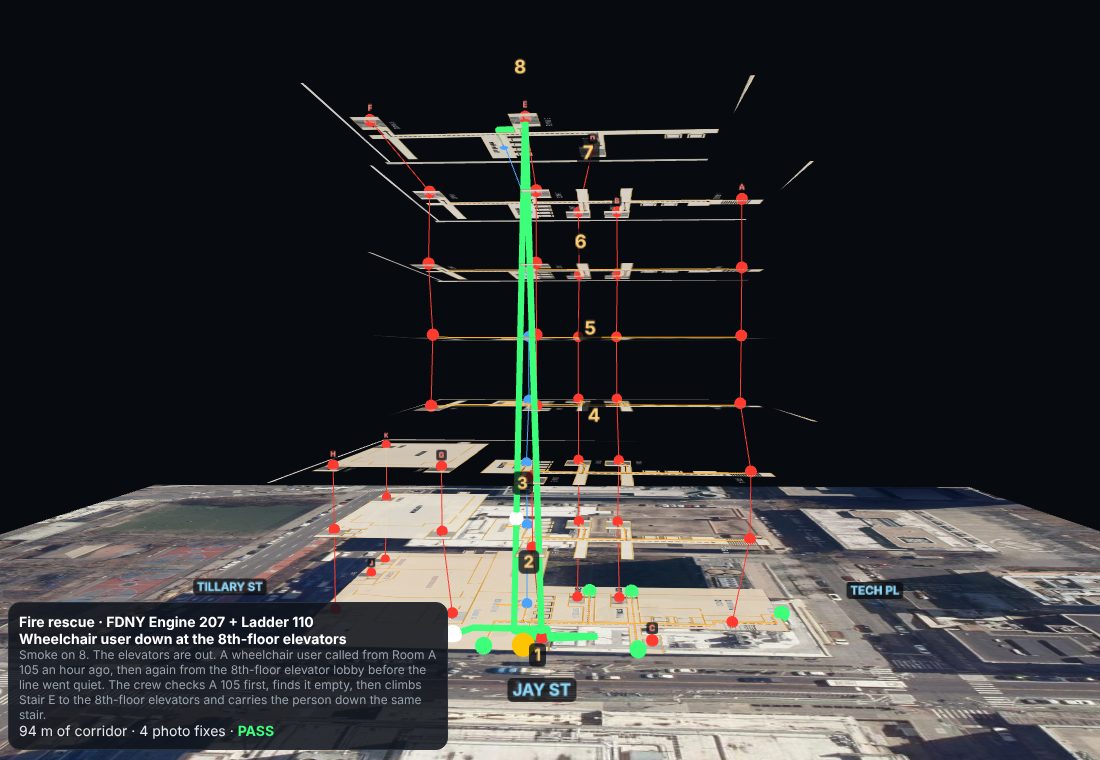 8
F
E
7
A
B
6
5
4
K
H
G
3
2
J
TILLARY ST
TECH PL
C
1
JAY ST
Fire rescue · FDNY Engine 207 + Ladder 110
Wheelchair user down at the 8th-floor elevators
Smoke on 8. The elevators are out. A wheelchair user called from Room A
105 an hour ago, then again from the 8th-floor elevator lobby before the
line went quiet. The crew checks A 105 first, finds it empty, then climbs
Stair E to the 8th-floor elevators and carries the person down the same
stair.
94 m of corridor · 4 photo fixes · PASS